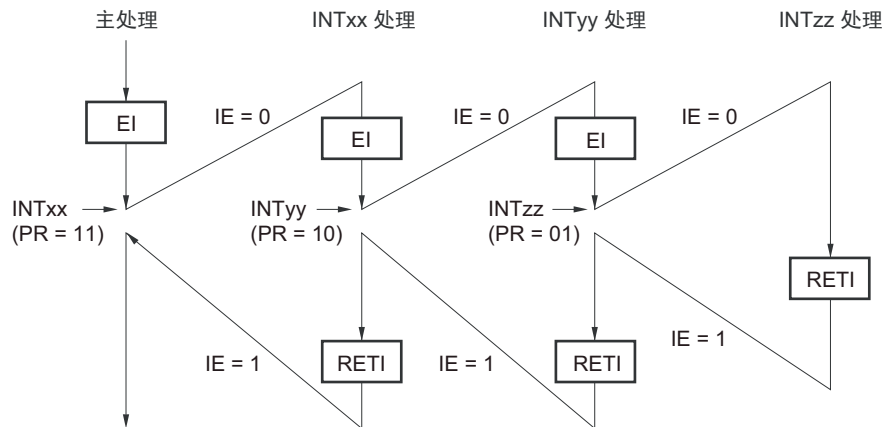 主处理
INTxx 处理
INTyy 处理
INTzz 处理
EI
IE = 0
EI
IE = 0
EI
IE = 0
INTxx
(PR = 11)
INTyy
(PR = 10)
INTzz
(PR = 01)
RETI
IE = 1
RETI
IE = 1
RETI
IE = 1